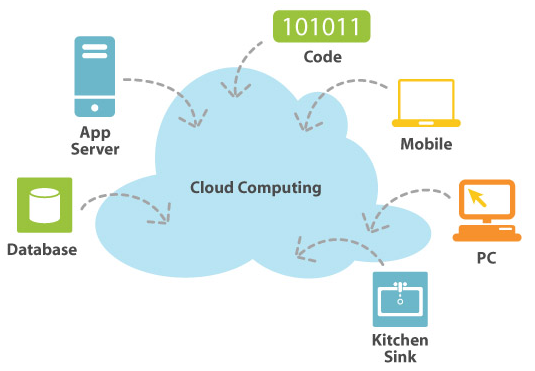 101011
Code
App
Server
Mobile
Cloud Computing
Database
PC
Kitchen
Sink